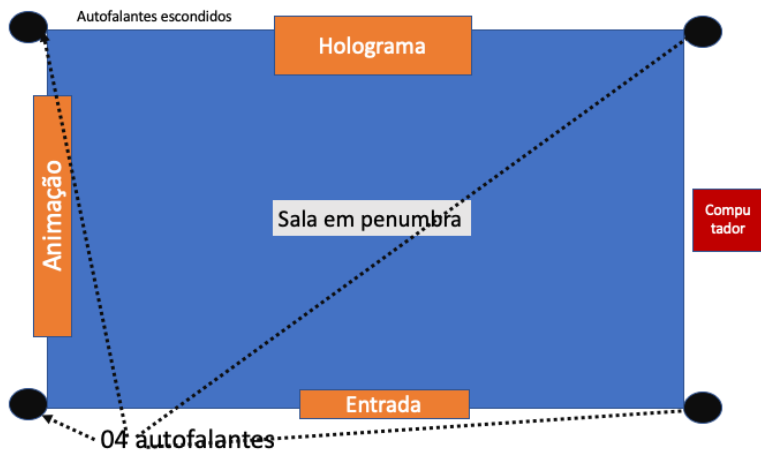 Autofalantes escondidos
Holograma
Animação
Sala em penumbra
Compu
tador
Entrada
04 autofalantes